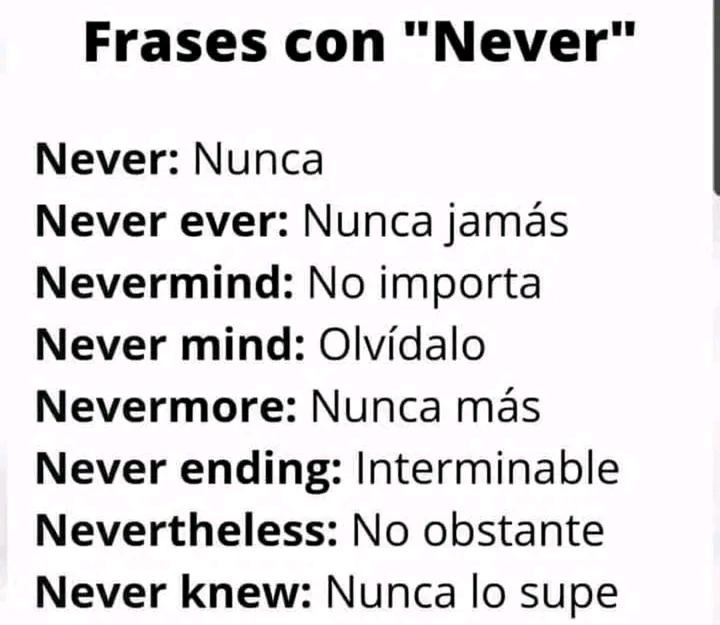 Frases con "Never"
Never: Nunca
Never ever: Nunca jamás
Nevermind: No importa
Never mind: Olvídalo
Nevermore: Nunca más
Never ending: Interminable
Nevertheless: No obstante
Never knew: Nunca lo supe